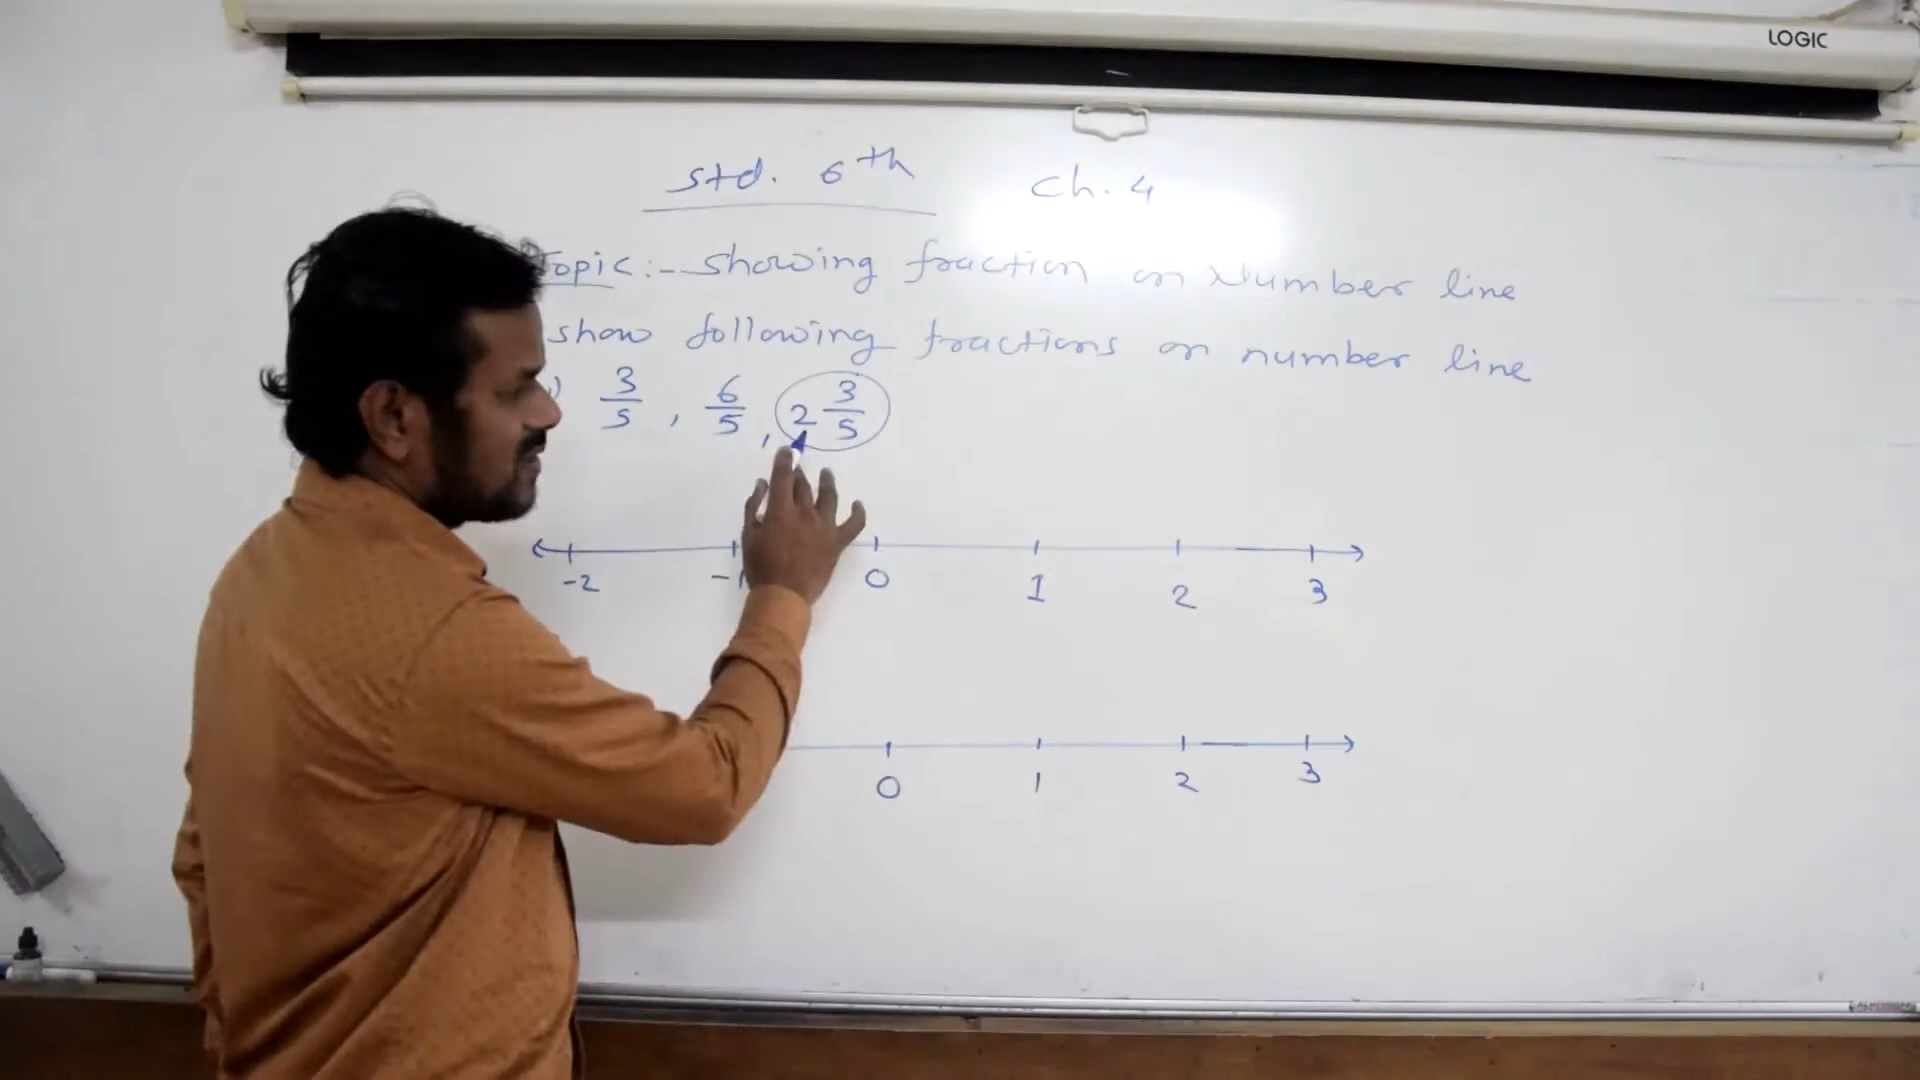 LOGIC
Std. 6th Ch. 4
Topic:- Showing fraction on Number line
show following fractions on number line
) 3/5 , 6/5 , 2 3/5
-2 -1 0 1 2 3
0 1 2 3